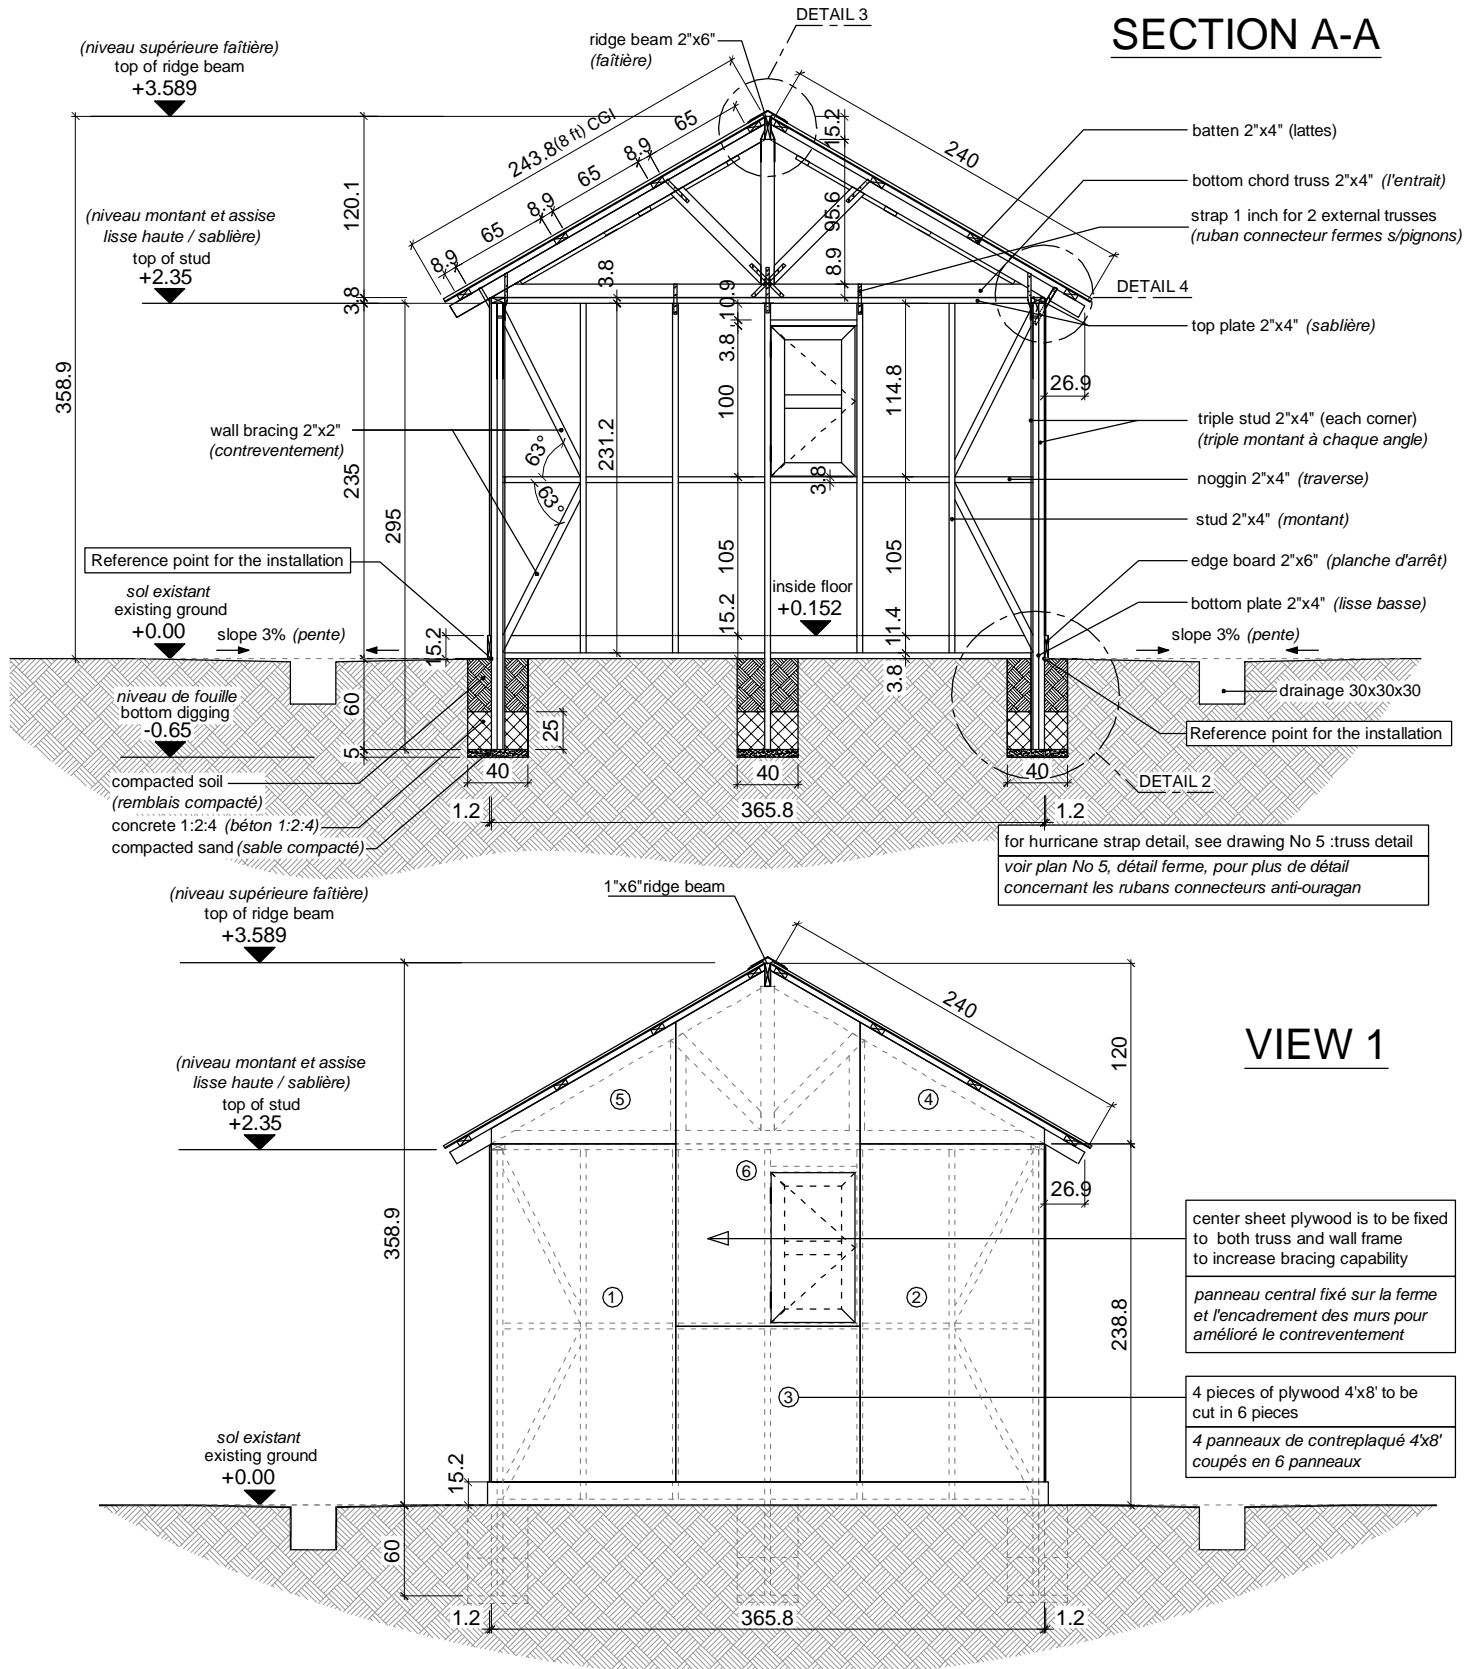 SECTION A-A
DETAIL 3
ridge beam 2"x6"
(faîtière)
(niveau supérieure faîtière)
top of ridge beam
+3.589
243.8(8 ft) CGI
65
8.9
65
8.9
65
8.9
15.2
240
batten 2"x4" (lattes)
bottom chord truss 2"x4" (l'entrait)
strap 1 inch for 2 external trusses
(ruban connecteur fermes s/pignons)
120.1
95.6
8.9
(niveau montant et assise
lisse haute / sablière)
top of stud
+2.35
3.8
3.8
10.9
DETAIL 4
top plate 2"x4" (sablière)
358.9
3.8
100
114.8
26.9
wall bracing 2"x2"
(contreventement)
63°
63°
231.2
3.8
triple stud 2"x4" (each corner)
(triple montant à chaque angle)
235
295
noggin 2"x4" (traverse)
stud 2"x4" (montant)
Reference point for the installation
105
105
edge board 2"x6" (planche d'arrêt)
inside floor
+0.152
bottom plate 2"x4" (lisse basse)
sol existant
existing ground
+0.00
slope 3% (pente)
15.2
15.2
11.4
3.8
slope 3% (pente)
niveau de fouille
bottom digging
-0.65
60
5
25
drainage 30x30x30
Reference point for the installation
40
40
40
DETAIL 2
compacted soil
(remblais compacté)
concrete 1:2:4 (béton 1:2:4)
compacted sand (sable compacté)
1.2
365.8
1.2
for hurricane strap detail, see drawing No 5 :truss detail
voir plan No 5, détail ferme, pour plus de détail
concernant les rubans connecteurs anti-ouragan
VIEW 1
1"x6"ridge beam
(niveau supérieure faîtière)
top of ridge beam
+3.589
240
120
(niveau montant et assise
lisse haute / sablière)
top of stud
+2.35
5
4
6
26.9
358.9
1
2
238.8
center sheet plywood is to be fixed
to both truss and wall frame
to increase bracing capability
panneau central fixé sur la ferme
et l'encadrement des murs pour
amélioré le contreventement
3
4 pieces of plywood 4'x8' to be
cut in 6 pieces
4 panneaux de contreplaqué 4'x8'
coupés en 6 panneaux
sol existant
existing ground
+0.00
15.2
60
1.2
365.8
1.2